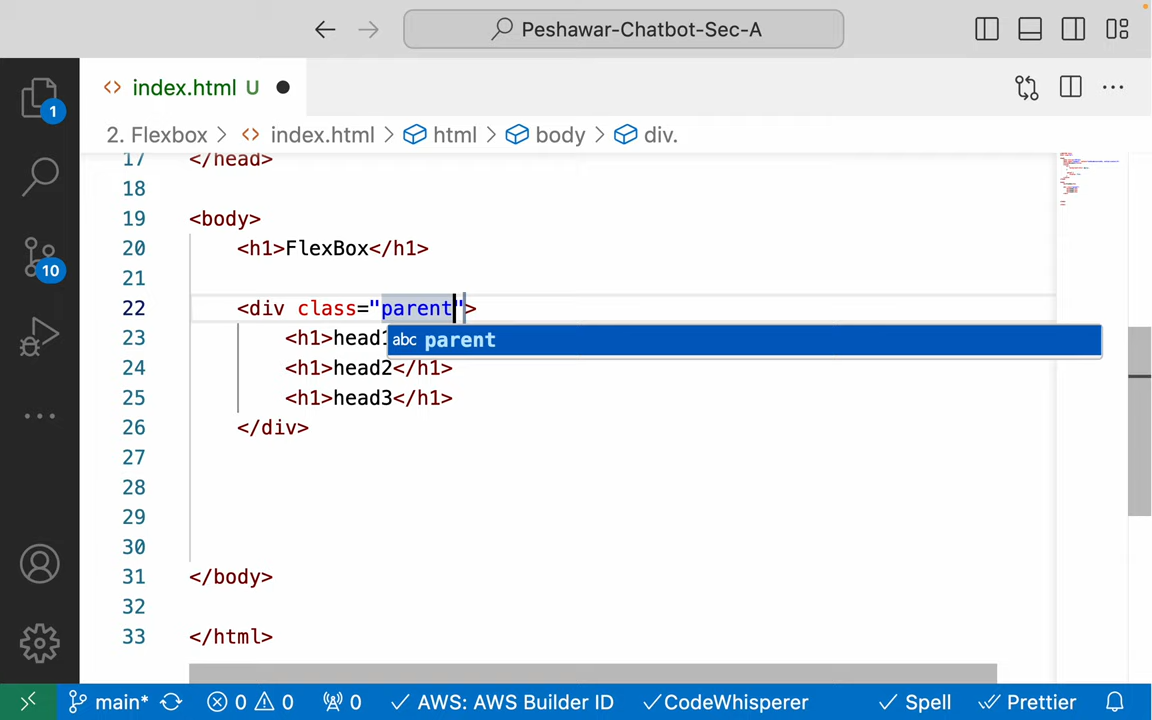 Peshawar-Chatbot-Sec-A
index.html U
1
2. Flexbox > index.html > html > body > div.
17 </head>
18
19 <body>
20 <h1>FlexBox</h1>
21
22 <div class="parent">
23 <h1>head1
abc parent
24 <h1>head2</h1>
25 <h1>head3</h1>
26 </div>
27
28
29
30
31 </body>
32
33 </html>
10
main* 0 0 0 AWS: AWS Builder ID CodeWhisperer Spell Prettier